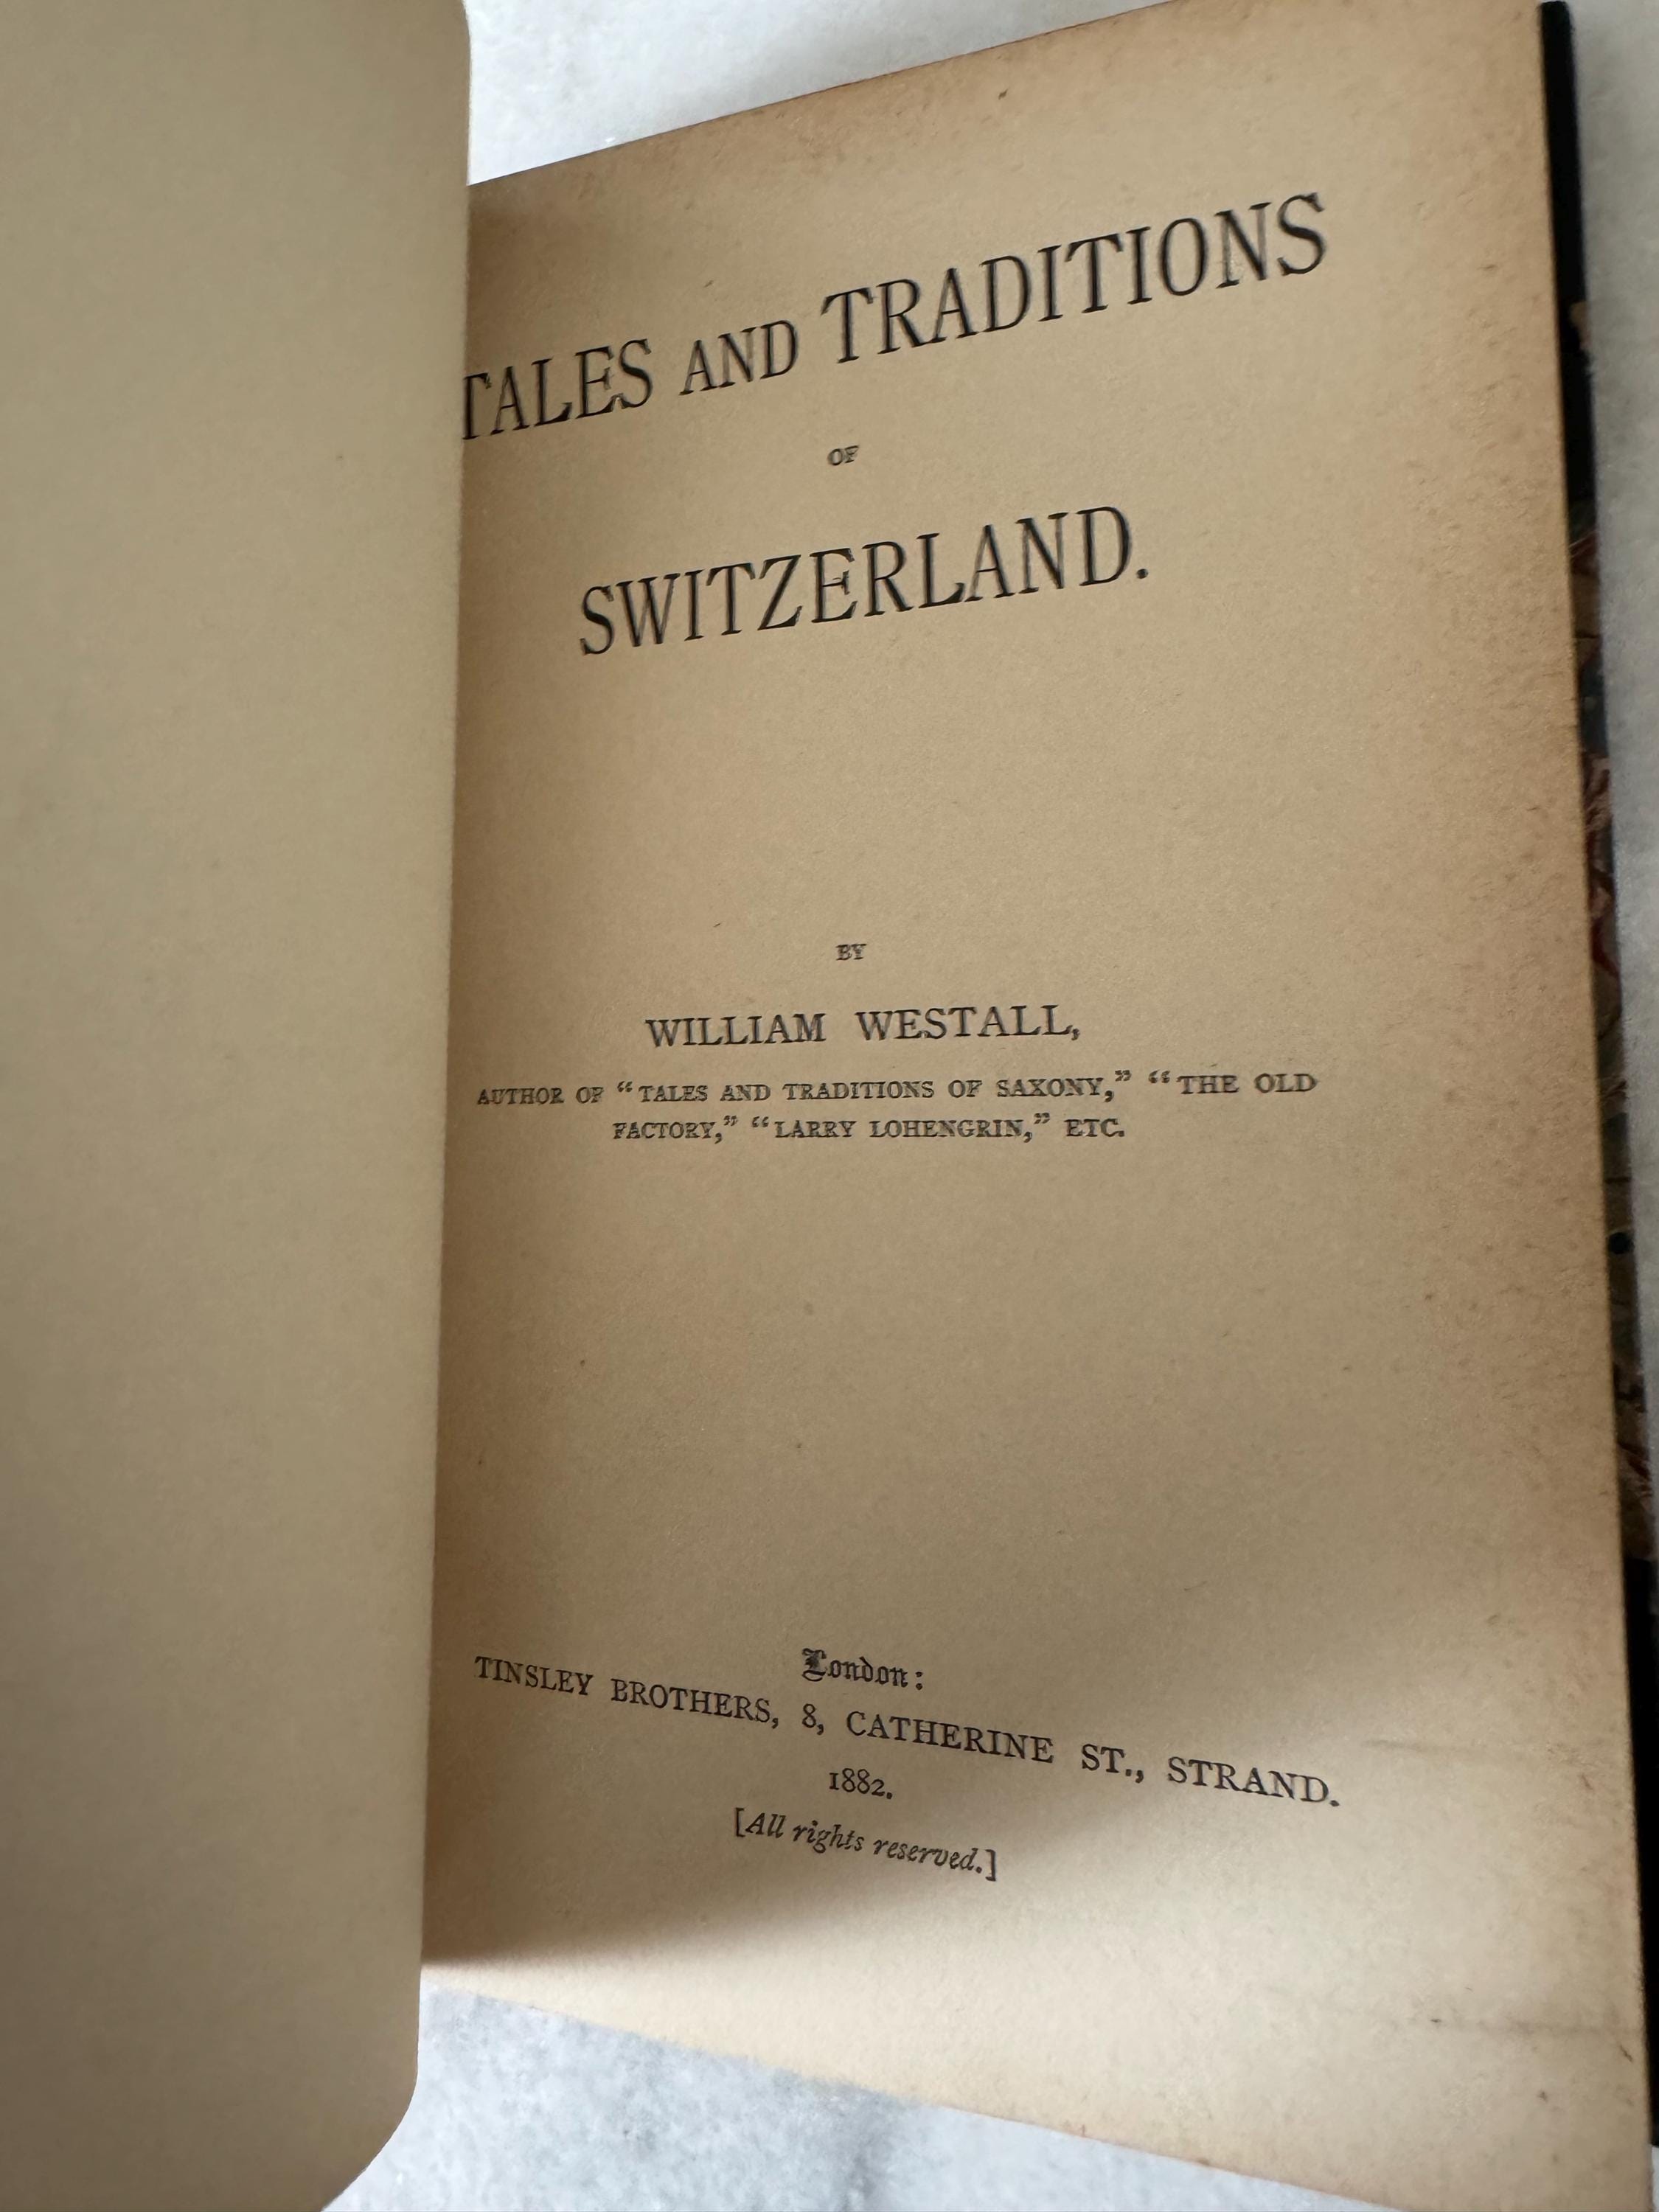 TALES AND TRADITIONS
OF
SWITZERLAND.
BY
WILLIAM WESTALL,
AUTHOR OF “TALES AND TRADITIONS OF SAXONY,” “THE OLD
FACTORY,” “LARRY LOHENGRIN,” ETC.
London:
TINSLEY BROTHERS, 8, CATHERINE ST., STRAND.
1882.
[All rights reserved.]